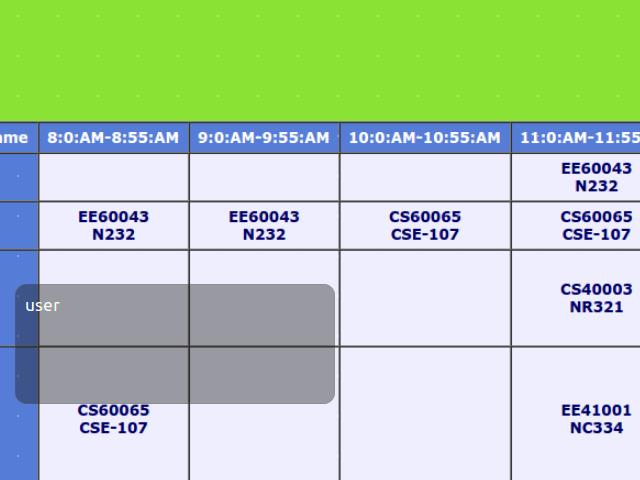 ame 8:0:AM-8:55:AM 9:0:AM-9:55:AM 10:0:AM-10:55:AM 11:0:AM-11:55
EE60043
N232
EE60043 EE60043 CS60065 CS60065
N232 N232 CSE-107 CSE-107
CS40003
NR321
user
CS60065 EE41001
CSE-107 NC334